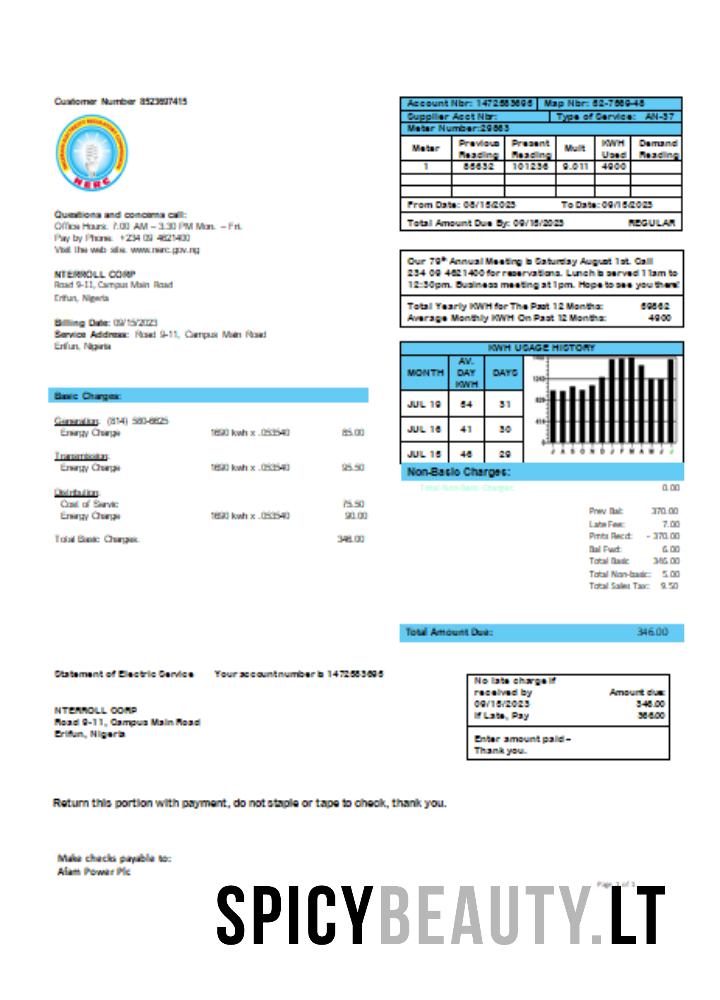 Customer Number 8523697415
NERC
Questions and concerns call:
Office Hours. 7.00 AM – 3.30 PM Mon. – Fri.
Pay by Phone. +234 09 4621400
Visit the web site. www.nerc.gov.ng
NTERROLL CORP
Road 9-11, Campus Main Road
Erifun, Nigeria
Billing Date: 09/15/2023
Service Address: Road 9-11, Campus Main Road
Erifun, Nigeria
Basic Charges:
Generation: (814) 580-6625
Energy Charge 1690 kwh x .053540 85.00
Transmission:
Energy Charge 1690 kwh x .053540 95.50
Distribution:
Cost of Servic 75.50
Energy Charge 1690 kwh x .053540 90.00
Total Basic Charges. 346.00
Account Nbr: 1472583695 Map Nbr: 52-7569-48
Supplier Acct Nbr: Type of Service: AN-37
Meter Number:29863
Meter Previous Reading Present Reading Mult KWH Used Demand Reading
1 85632 101236 9.011 4900
From Date: 08/15/2023 To Date: 09/15/2023
Total Amount Due By: 09/15/2023 REGULAR
Our 79th Annual Meeting is Saturday August 1st. Call
234 09 4621400 for reservations. Lunch is served 11am to
12:30pm. Business meeting at 1pm. Hope to see you there!
Total Yearly KWH for The Past 12 Months: 59862
Average Monthly KWH On Past 12 Months: 4900
KWH USAGE HISTORY
MONTH AV. DAY KWH DAYS
JUL 19 54 31
JUL 16 41 30
JUL 15 46 29
1240
840
414
J A S O N D J F M A M J J
Non-Basic Charges:
Total Non-Basic Charges: 0.00
Prev Bal: 370.00
Late Fee: 7.00
Pmts Recd: - 370.00
Bal Fwd: 6.00
Total Basic 346.00
Total Non-basic: 5.00
Total Sales Tax: 9.50
Total Amount Due: 346.00
Statement of Electric Service Your account number is 1472583695
NTERROLL CORP
Road 9-11, Campus Main Road
Erifun, Nigeria
No late charge if
received by Amount due:
09/15/2023 346.00
If Late, Pay 366.00
Enter amount paid –
Thank you.
Return this portion with payment, do not staple or tape to check, thank you.
Make checks payable to:
Alam Power Plc
Page 1 of 1
SPICYBEAUTY.LT